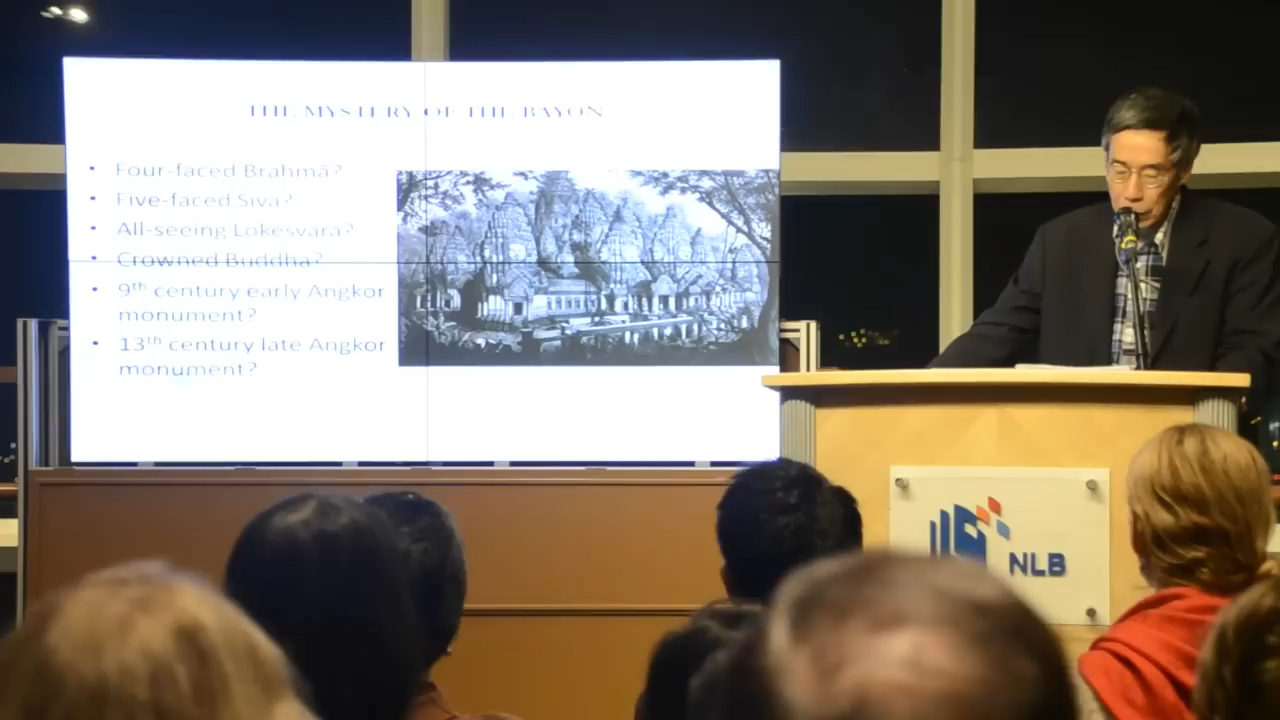 THE MYSTERY OF THE BAYON
• Four-faced Brahmā?
• Five-faced Siva?
• All-seeing Lokesvara?
• Crowned Buddha?
• 9th century early Angkor
monument?
• 13th century late Angkor
monument?
NLB